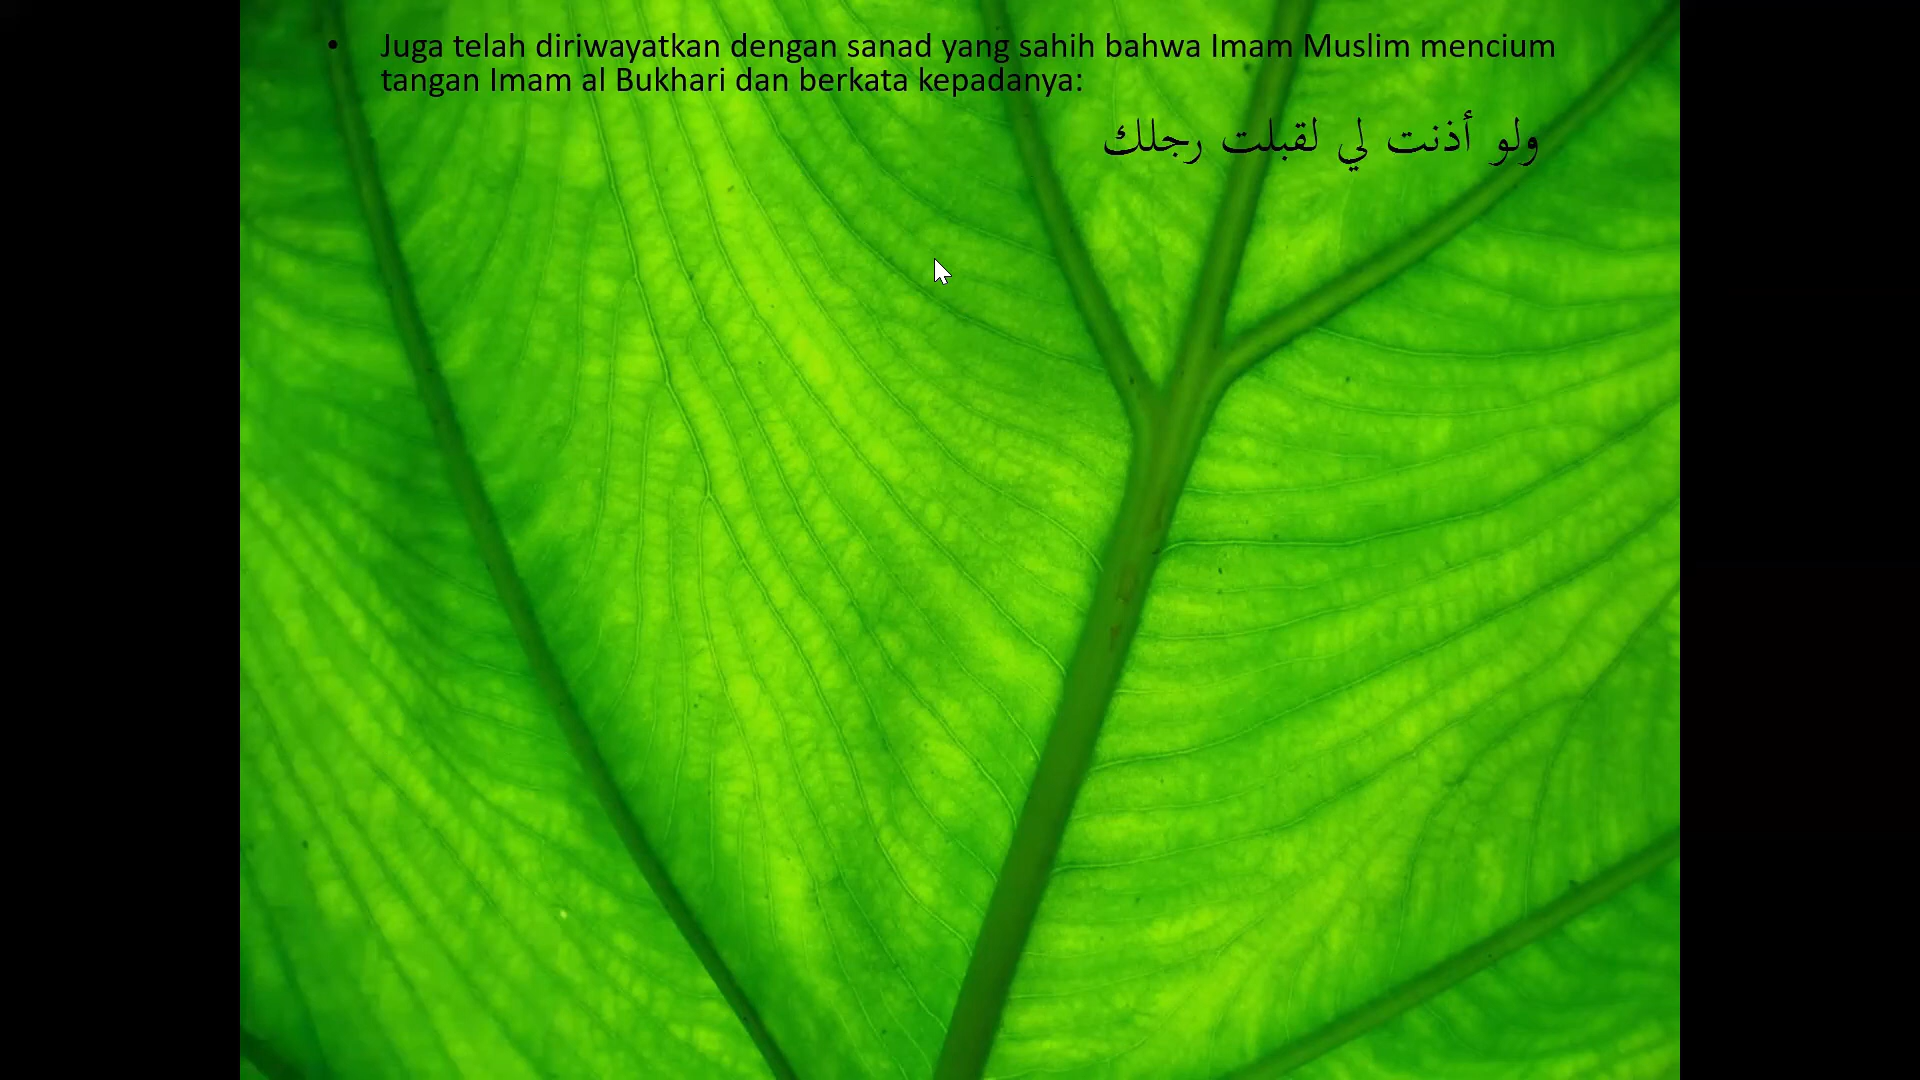 • Juga telah diriwayatkan dengan sanad yang sahih bahwa Imam Muslim mencium
tangan Imam al Bukhari dan berkata kepadanya:
ولو أذنت لي لقبلت رجلك